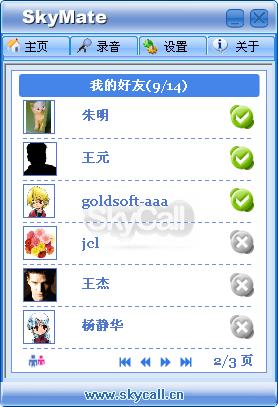 SkyMate
主页 录音 设置 关于
我的好友(9/14)
朱明
王元
goldsoft-aaa
SkyCall
jcl
王杰
杨静华
2/3 页
www.skycall.cn